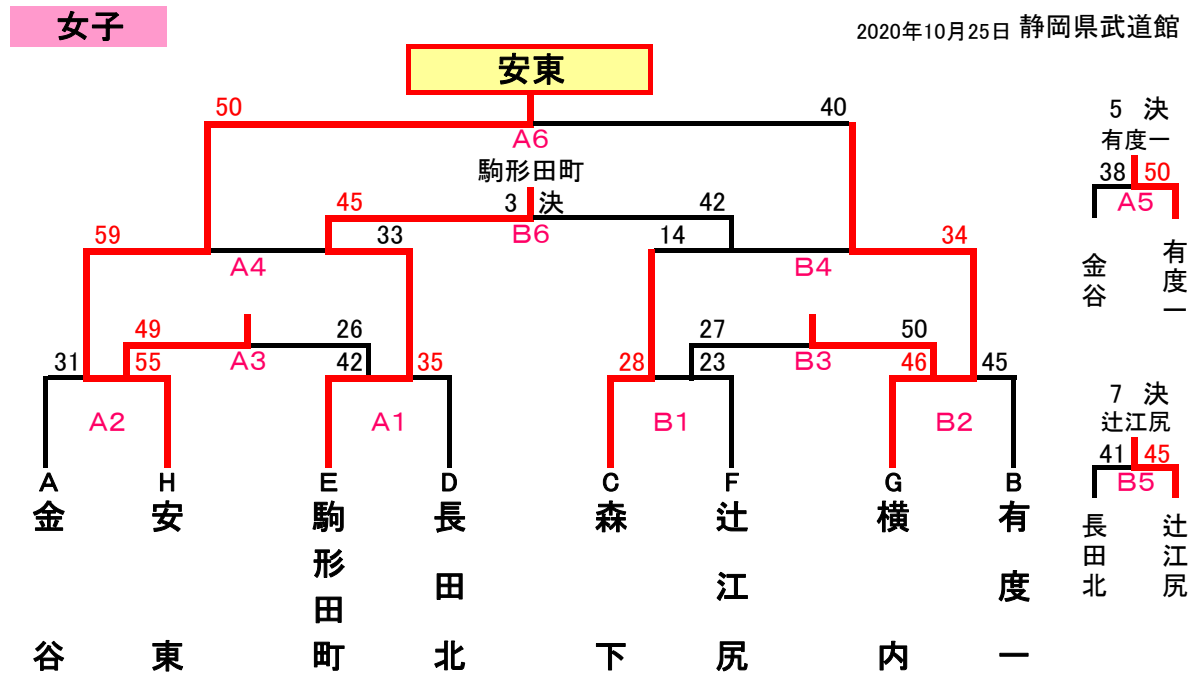 女子
2020年10月25日 静岡県武道館
安東
50
40
A6
駒形田町
45
3 決
42
B6
59
33
14
34
A4
B4
49
26
27
50
A3
B3
31
55
42
35
28
23
46
45
A2
A1
B1
B2
A
H
E
D
C
F
G
B
金谷
安東
駒形田町
長田北
森下
辻江尻
横内
有度一
5 決
有度一
38
50
A5
金谷
有度一
7 決
辻江尻
41
45
B5
長田北
辻江尻